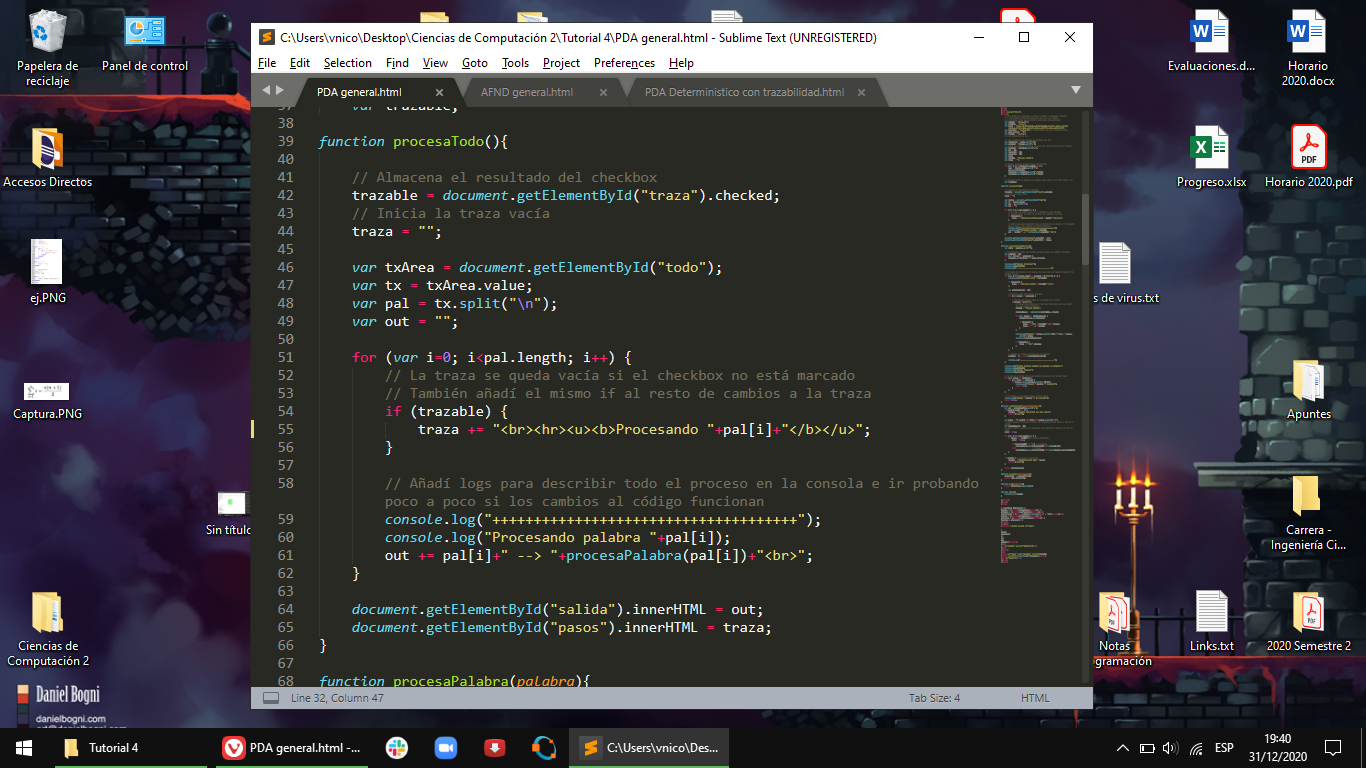 Papelera de
reciclaje
Panel de control
Accesos Directos
ej.PNG
Captura.PNG
Sin título
Ciencias de
Computación 2
Daniel Bogni
danielbogni.com
C:\Users\vnico\Desktop\Ciencias de Computación 2\Tutorial 4\PDA general.html - Sublime Text (UNREGISTERED)
File Edit Selection Find View Goto Tools Project Preferences Help
PDA general.html
AFND general.html
PDA Deterministico con trazabilidad.html
37 var trazable;
38
39 function procesaTodo(){
40
41 // Almacena el resultado del checkbox
42 trazable = document.getElementById("traza").checked;
43 // Inicia la traza vacía
44 traza = "";
45
46 var txArea = document.getElementById("todo");
47 var tx = txArea.value;
48 var pal = tx.split("\n");
49 var out = "";
50
51 for (var i=0; i<pal.length; i++) {
52 // La traza se queda vacía si el checkbox no está marcado
53 // También añadí el mismo if al resto de cambios a la traza
54 if (trazable) {
55 traza += "<br><hr><u><b>Procesando "+pal[i]+"</b></u>";
56 }
57
58 // Añadí logs para describir todo el proceso en la consola e ir probando
poco a poco si los cambios al código funcionan
59 console.log("+++++++++++++++++++++++++++++++++++++");
60 console.log("Procesando palabra "+pal[i]);
61 out += pal[i]+" --> "+procesaPalabra(pal[i])+"<br>";
62 }
63
64 document.getElementById("salida").innerHTML = out;
65 document.getElementById("pasos").innerHTML = traza;
66 }
67
68 function procesaPalabra(palabra){
Line 32, Column 47
Tab Size: 4
HTML
Evaluaciones.d...
Horario
2020.docx
Progreso.xlsx
PDF
Horario 2020.pdf
s de virus.txt
Apuntes
Carrera -
Ingeniería Ci...
Notas
gramación
Links.txt
2020 Semestre 2
Tutorial 4
PDA general.html -...
C:\Users\vnico\Des...
ESP
19:40
31/12/2020